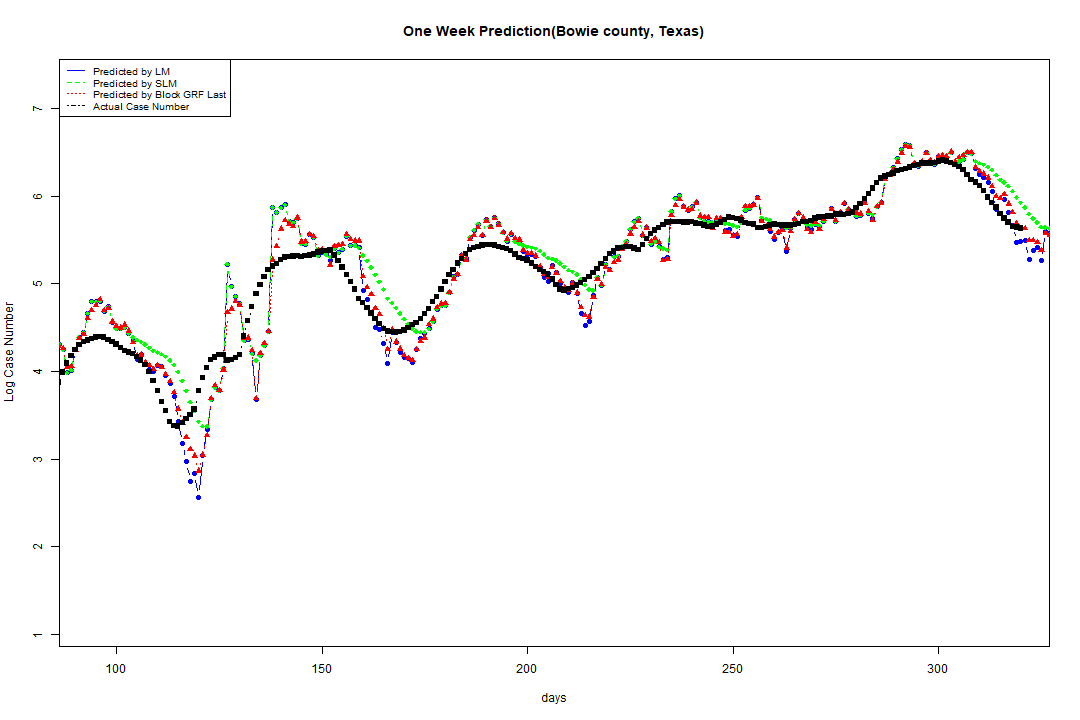 One Week Prediction(Bowie county, Texas)
Predicted by LM
Predicted by SLM
Predicted by Block GRF Last
Actual Case Number
Log Case Number
7
6
5
4
3
2
1
100 150 200 250 300
days